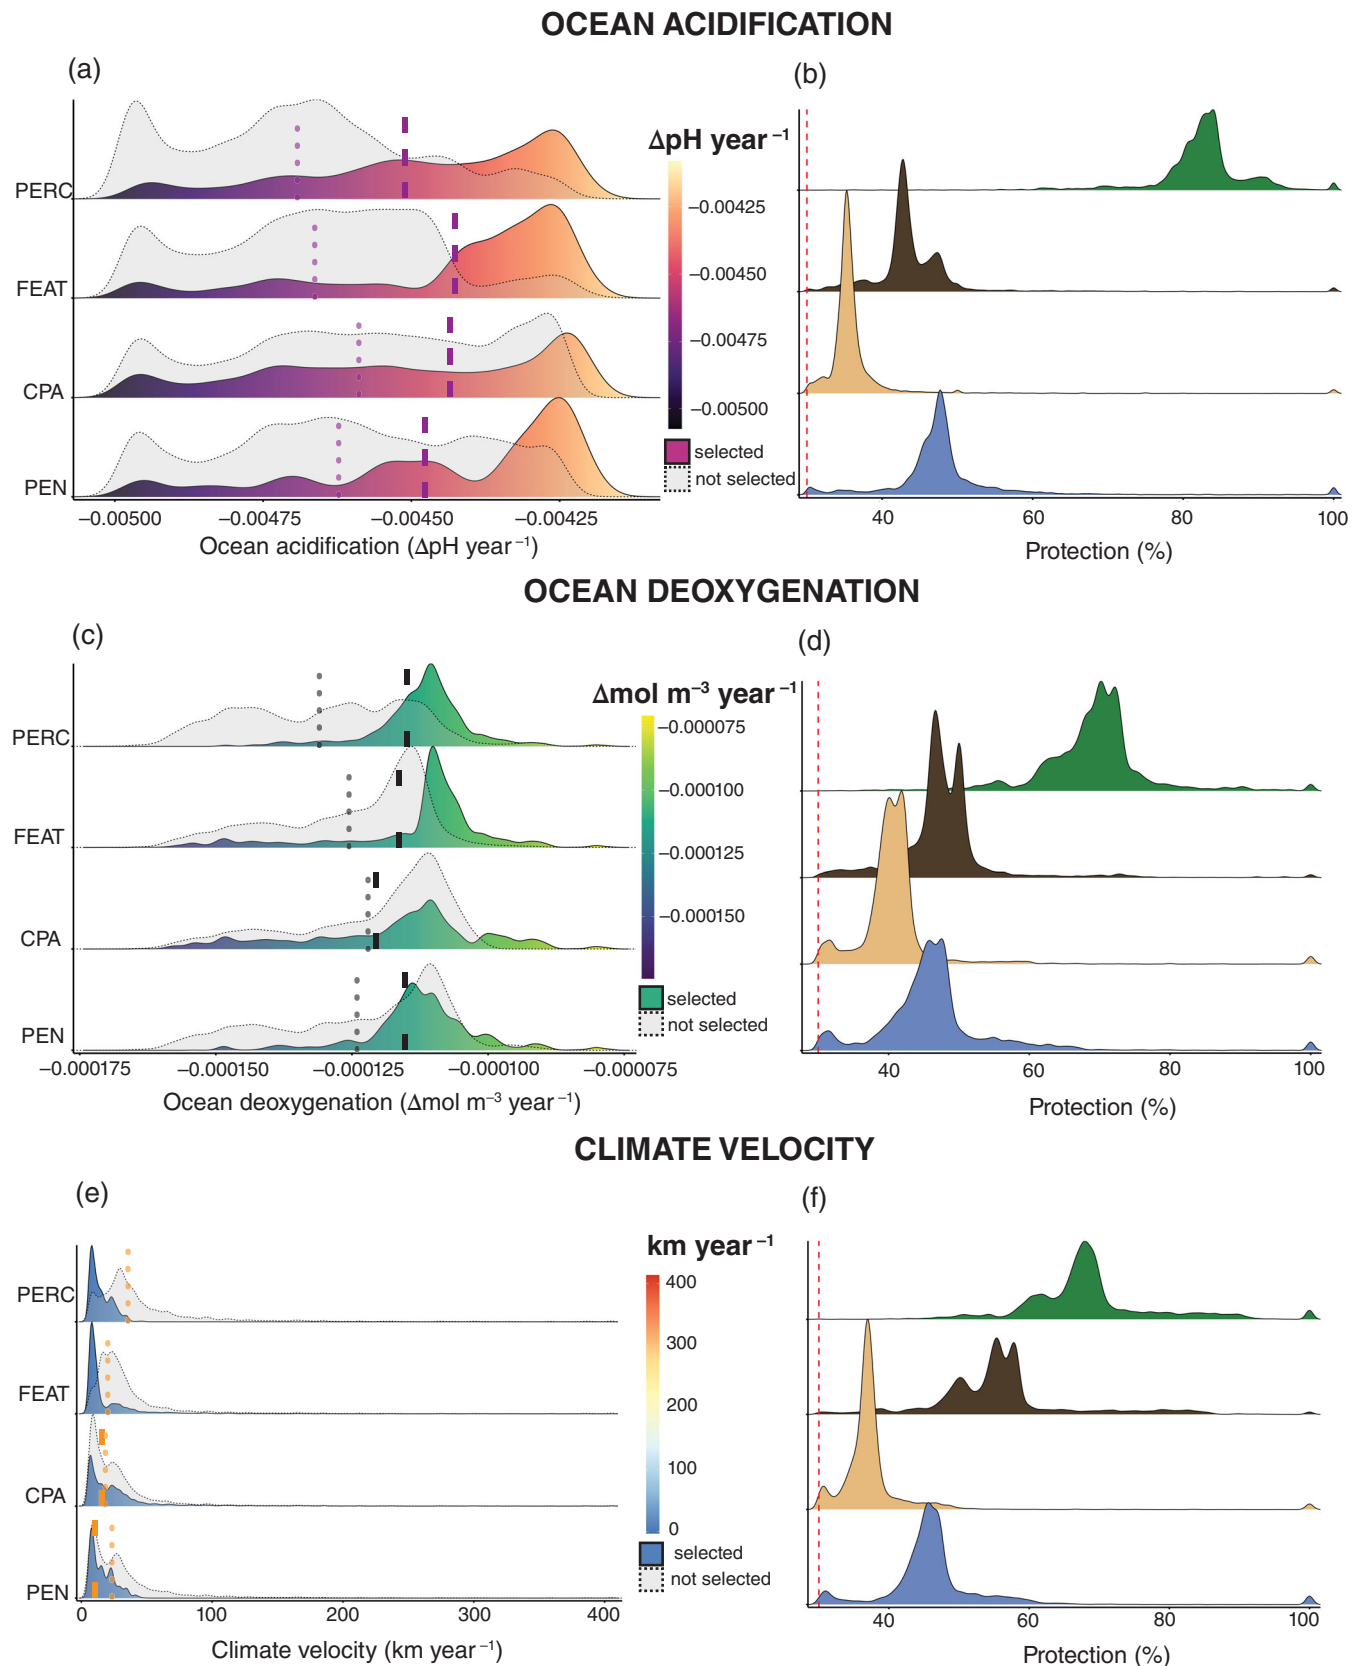 OCEAN ACIDIFICATION
(a)
(b)
ΔpH year⁻¹
−0.00425
−0.00450
−0.00475
−0.00500
selected
not selected
PERC
FEAT
CPA
PEN
−0.00500 −0.00475 −0.00450 −0.00425
Ocean acidification (ΔpH year⁻¹)
40 60 80 100
Protection (%)
OCEAN DEOXYGENATION
(c)
(d)
Δmol m⁻³ year⁻¹
−0.000075
−0.000100
−0.000125
−0.000150
selected
not selected
PERC
FEAT
CPA
PEN
−0.000175 −0.000150 −0.000125 −0.000100 −0.000075
Ocean deoxygenation (Δmol m⁻³ year⁻¹)
40 60 80 100
Protection (%)
CLIMATE VELOCITY
(e)
(f)
km year⁻¹
400
300
200
100
0
selected
not selected
PERC
FEAT
CPA
PEN
0 100 200 300 400
Climate velocity (km year⁻¹)
40 60 80 100
Protection (%)